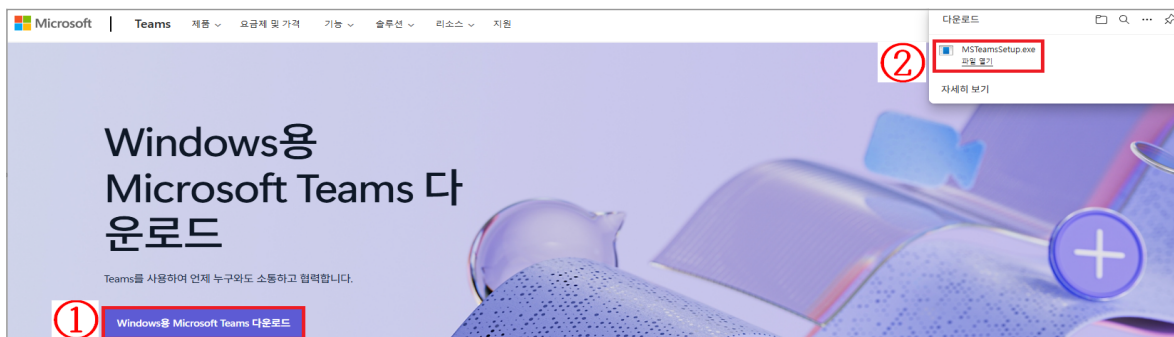 Microsoft Teams 제품 요금제 및 가격 기능 솔루션 리소스 지원
다운로드
② MSTeamsSetup.exe
파일 열기
자세히 보기
Windows용
Microsoft Teams 다
운로드
Teams를 사용하여 언제 누구와도 소통하고 협력합니다.
① Windows용 Microsoft Teams 다운로드